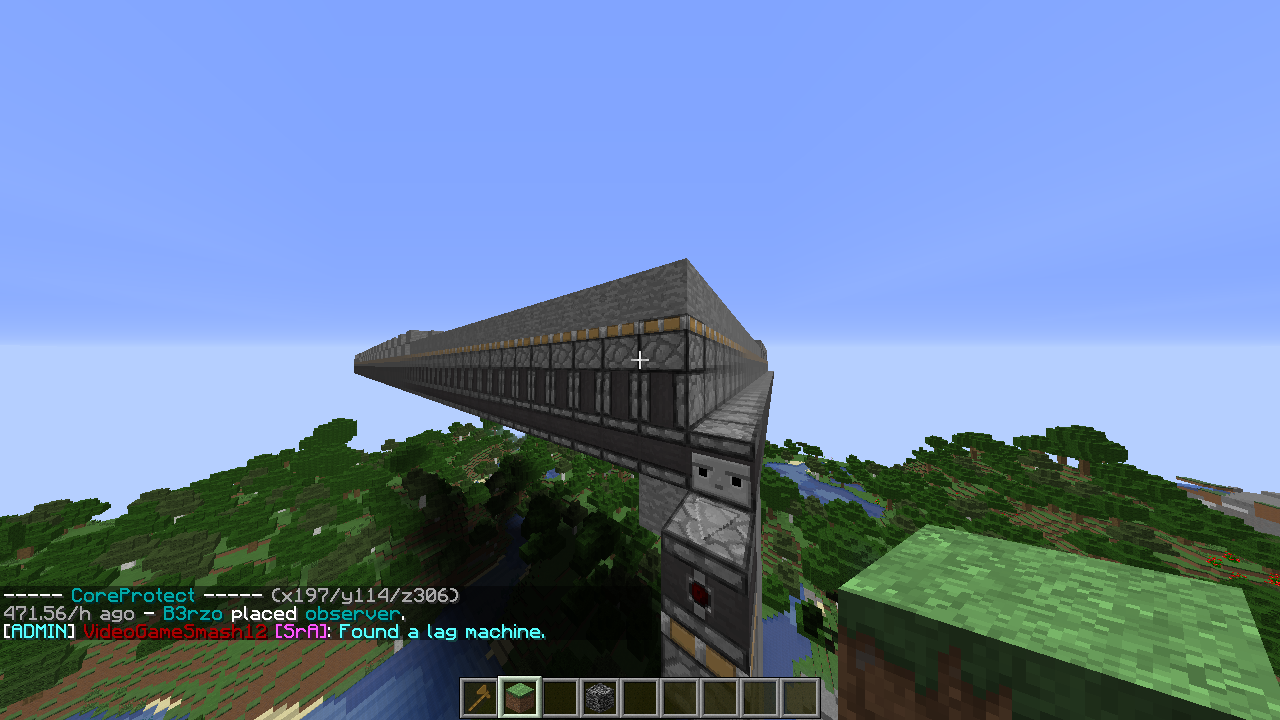 ----- CoreProtect ----- (x197/y114/z306)
471.56/h ago - B3rzo placed observer.
[ADMIN] VideoGameSmash12 [SrA]: Found a lag machine.